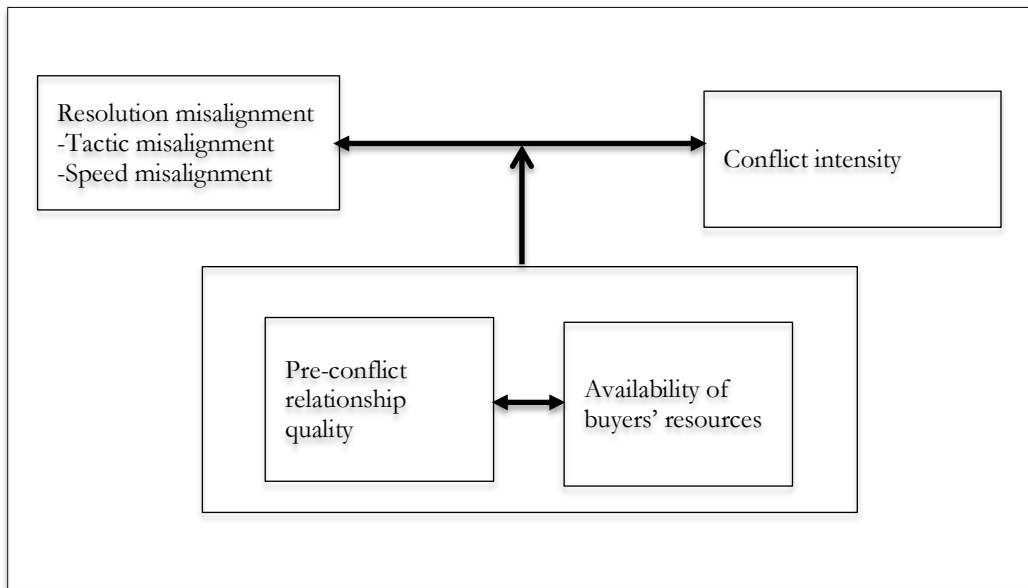 Resolution misalignment
-Tactic misalignment
-Speed misalignment
Conflict intensity
Pre-conflict
relationship
quality
Availability of
buyers’ resources